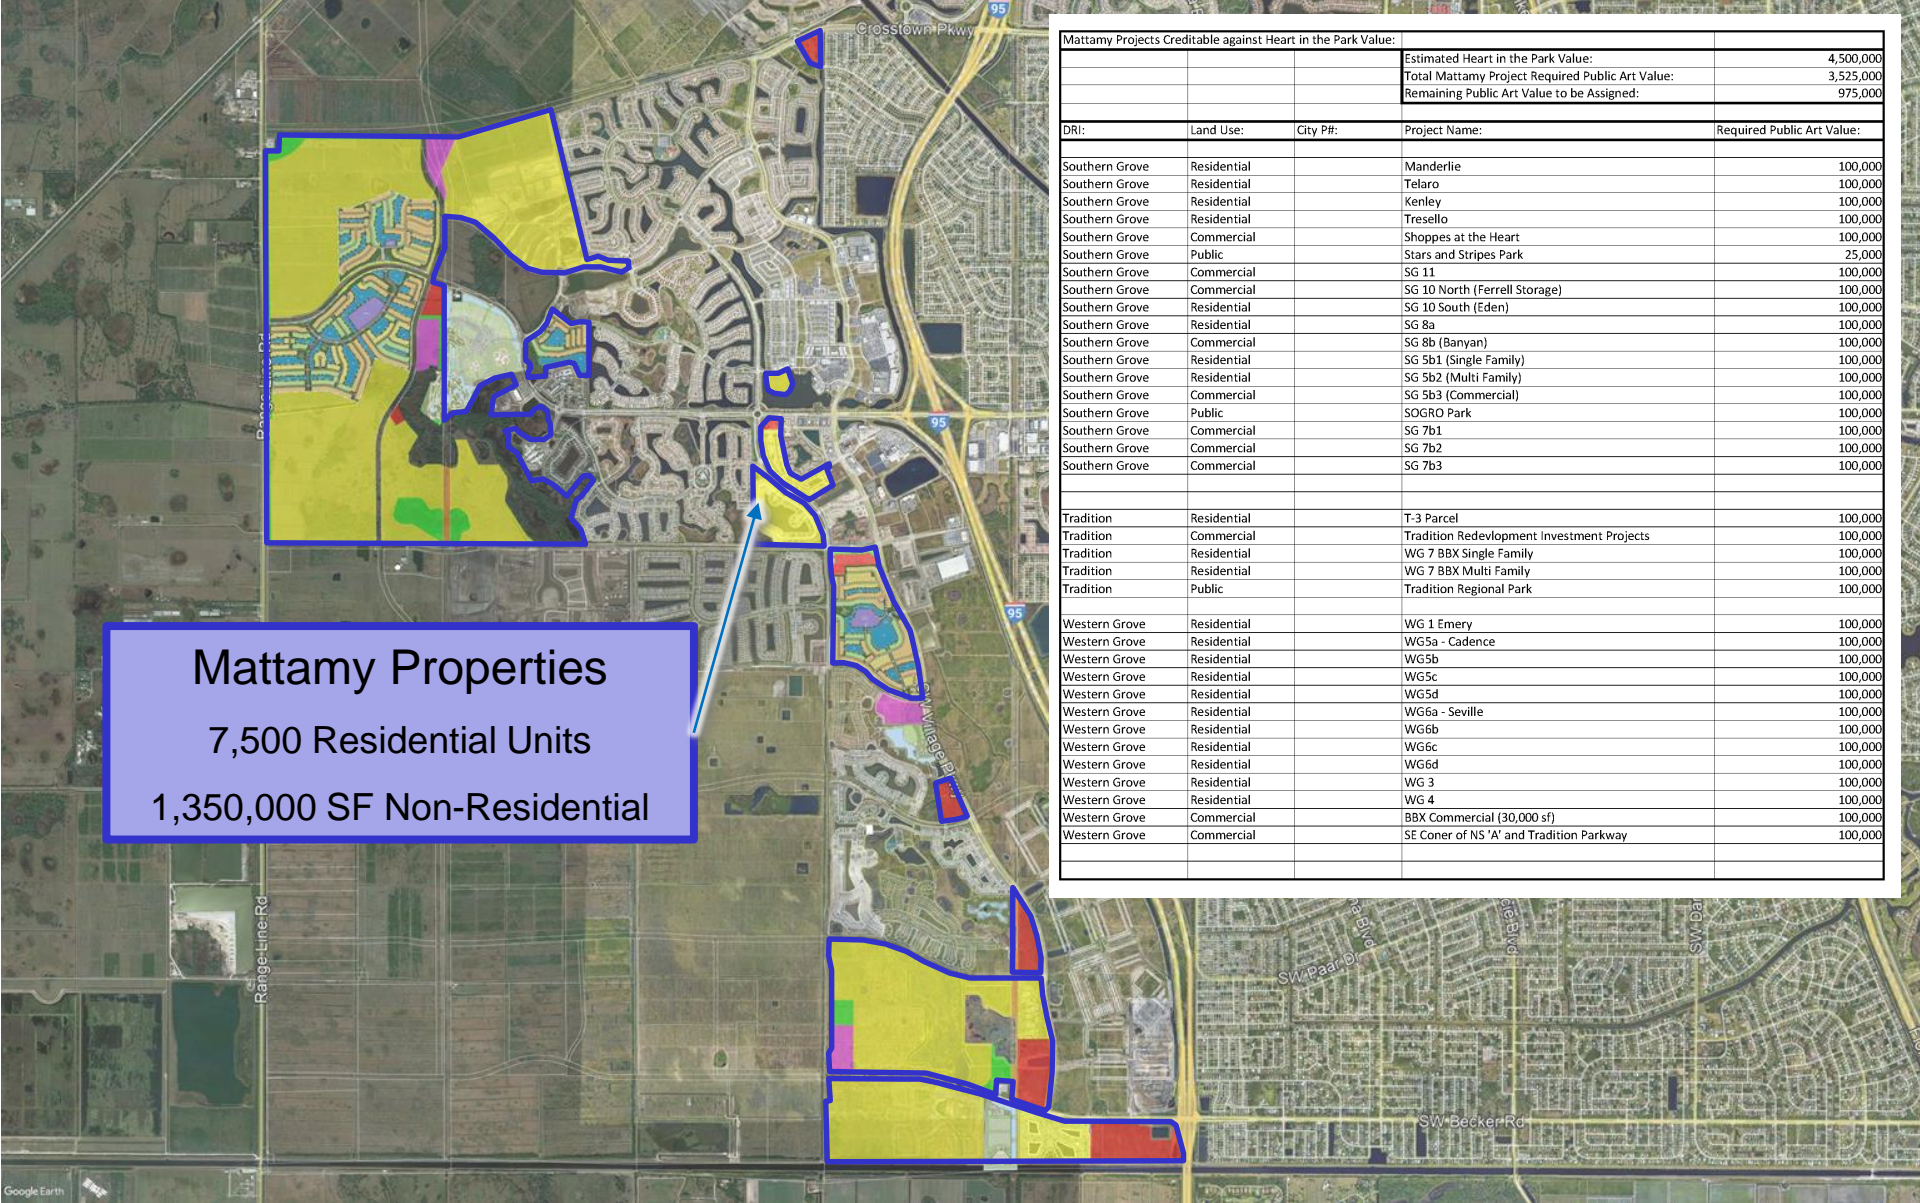 Crosstown Pkwy
95
Mattamy Projects Creditable against Heart in the Park Value:
Estimated Heart in the Park Value: 4,500,000
Total Mattamy Project Required Public Art Value: 3,525,000
Remaining Public Art Value to be Assigned: 975,000
DRI: Land Use: City P#: Project Name: Required Public Art Value:
Southern Grove Residential Manderlie 100,000
Southern Grove Residential Telaro 100,000
Southern Grove Residential Kenley 100,000
Southern Grove Residential Tresello 100,000
Southern Grove Commercial Shoppes at the Heart 100,000
Southern Grove Public Stars and Stripes Park 25,000
Southern Grove Commercial SG 11 100,000
Southern Grove Commercial SG 10 North (Ferrell Storage) 100,000
Southern Grove Residential SG 10 South (Eden) 100,000
Southern Grove Residential SG 8a 100,000
Southern Grove Commercial SG 8b (Banyan) 100,000
Southern Grove Residential SG 5b1 (Single Family) 100,000
Southern Grove Residential SG 5b2 (Multi Family) 100,000
Southern Grove Commercial SG 5b3 (Commercial) 100,000
Southern Grove Public SOGRO Park 100,000
Southern Grove Commercial SG 7b1 100,000
Southern Grove Commercial SG 7b2 100,000
Southern Grove Commercial SG 7b3 100,000
Tradition Residential T-3 Parcel 100,000
Tradition Commercial Tradition Redevlopment Investment Projects 100,000
Tradition Residential WG 7 BBX Single Family 100,000
Tradition Residential WG 7 BBX Multi Family 100,000
Tradition Public Tradition Regional Park 100,000
Western Grove Residential WG 1 Emery 100,000
Western Grove Residential WG5a - Cadence 100,000
Western Grove Residential WG5b 100,000
Western Grove Residential WG5c 100,000
Western Grove Residential WG5d 100,000
Western Grove Residential WG6a - Seville 100,000
Western Grove Residential WG6b 100,000
Western Grove Residential WG6c 100,000
Western Grove Residential WG6d 100,000
Western Grove Residential WG 3 100,000
Western Grove Residential WG 4 100,000
Western Grove Commercial BBX Commercial (30,000 sf) 100,000
Western Grove Commercial SE Coner of NS 'A' and Tradition Parkway 100,000
Range Line Rd
95
95
Mattamy Properties
7,500 Residential Units
1,350,000 SF Non-Residential
SW Village Pkwy
Range Line Rd
Blvd
Blvd
SW Paar Dr
SW Becker Rd
Google Earth